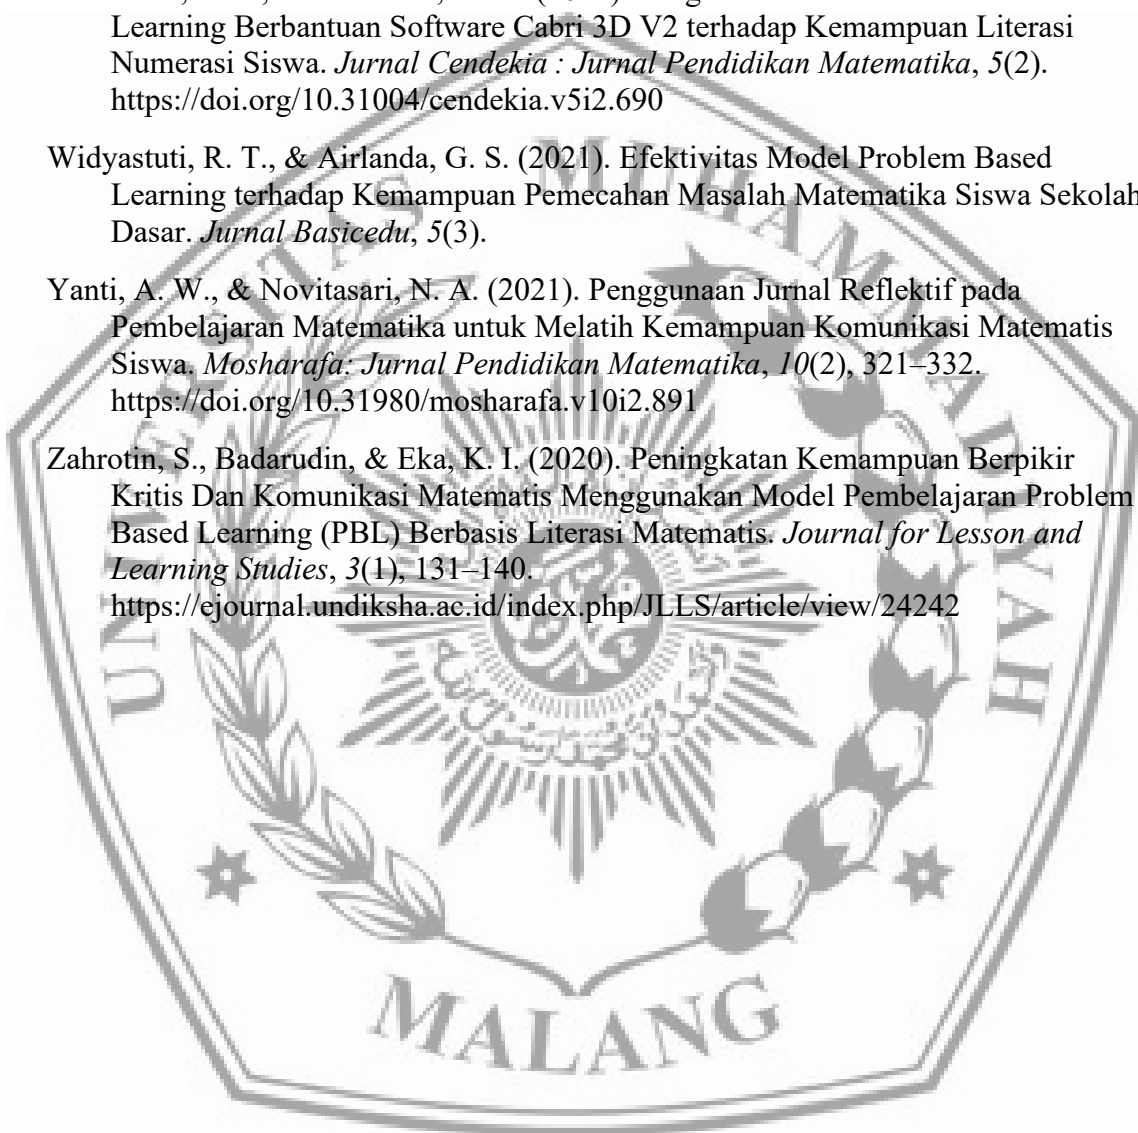 Learning Berbantuan Software Cabri 3D V2 terhadap Kemampuan Literasi
Numerasi Siswa. Jurnal Cendekia : Jurnal Pendidikan Matematika, 5(2).
https://doi.org/10.31004/cendekia.v5i2.690
Widyastuti, R. T., & Airlanda, G. S. (2021). Efektivitas Model Problem Based
Learning terhadap Kemampuan Pemecahan Masalah Matematika Siswa Sekolah
Dasar. Jurnal Basicedu, 5(3).
Yanti, A. W., & Novitasari, N. A. (2021). Penggunaan Jurnal Reflektif pada
Pembelajaran Matematika untuk Melatih Kemampuan Komunikasi Matematis
Siswa. Mosharafa: Jurnal Pendidikan Matematika, 10(2), 321–332.
https://doi.org/10.31980/mosharafa.v10i2.891
Zahrotin, S., Badarudin, & Eka, K. I. (2020). Peningkatan Kemampuan Berpikir
Kritis Dan Komunikasi Matematis Menggunakan Model Pembelajaran Problem
Based Learning (PBL) Berbasis Literasi Matematis. Journal for Lesson and
Learning Studies, 3(1), 131–140.
https://ejournal.undiksha.ac.id/index.php/JLLS/article/view/24242
UNIVERSITAS MUHAMMADIYAH
MALANG